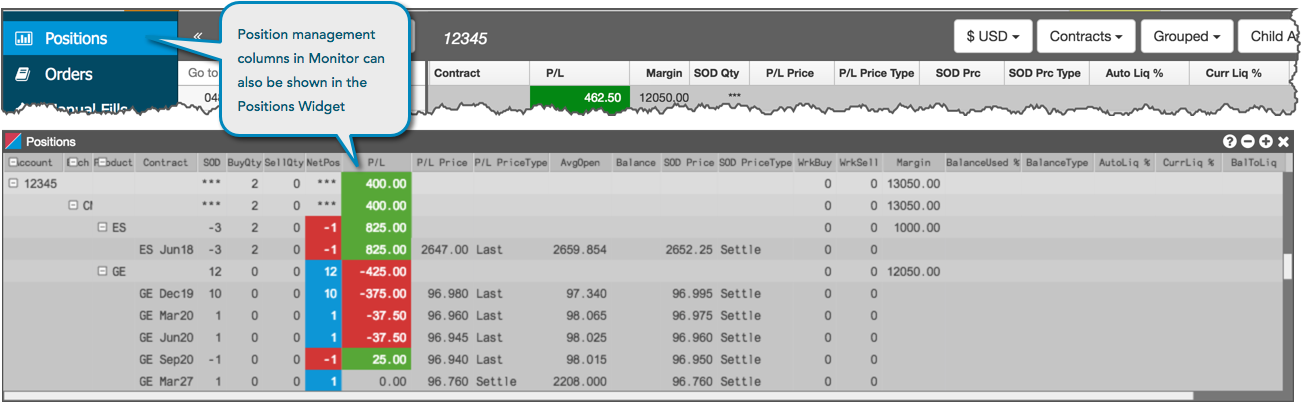 Positions
«
12345
$ USD
Contracts
Grouped
Child A
Orders
Go to
Contract P/L Margin SOD Qty P/L Price P/L Price Type SOD Prc SOD Prc Type Auto Liq % Curr Liq %
462.50 12050.00 ***
Position management
columns in Monitor can
also be shown in the
Positions Widget
Positions
Account Product Contract SOD BuyQty SellQty NetPos P/L P/L Price P/L PriceType AvgOpen Balance SOD Price SOD PriceType WrkBuy WrkSell Margin BalanceUsed % BalanceType AutoLiq % CurrLiq % BalToLiq
12345 *** 2 0 *** 400.00 0 0 13050.00
*** 2 0 *** 400.00 0 0 13050.00
ES -3 2 0 -1 825.00 0 0 1000.00
ES Jun18 -3 2 0 -1 825.00 2647.00 Last 2659.854 2652.25 Settle 0 0
GE 12 0 0 12 -425.00 0 0 12050.00
GE Dec19 10 0 0 10 -375.00 96.980 Last 97.340 96.995 Settle 0 0
GE Mar20 1 0 0 1 -37.50 96.960 Last 98.065 96.975 Settle 0 0
GE Jun20 1 0 0 1 -37.50 96.945 Last 98.025 96.960 Settle 0 0
GE Sep20 -1 0 0 -1 25.00 96.940 Last 98.015 96.950 Settle 0 0
GE Mar27 1 0 0 1 0.00 96.760 Settle 2208.000 96.760 Settle 0 0